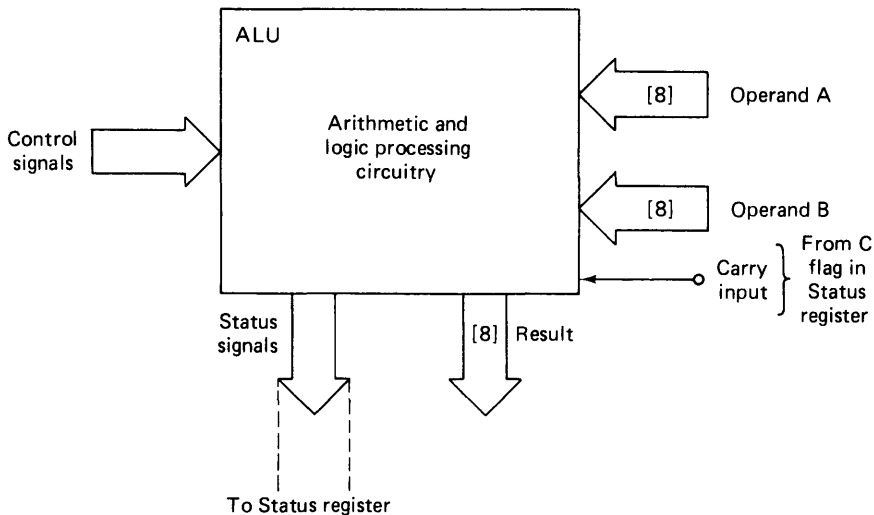 ALU
Arithmetic and
logic processing
circuitry
Control
signals
[8]
Operand A
[8]
Operand B
Carry
input
From C
flag in
Status
register
Status
signals
[8]
Result
To Status register